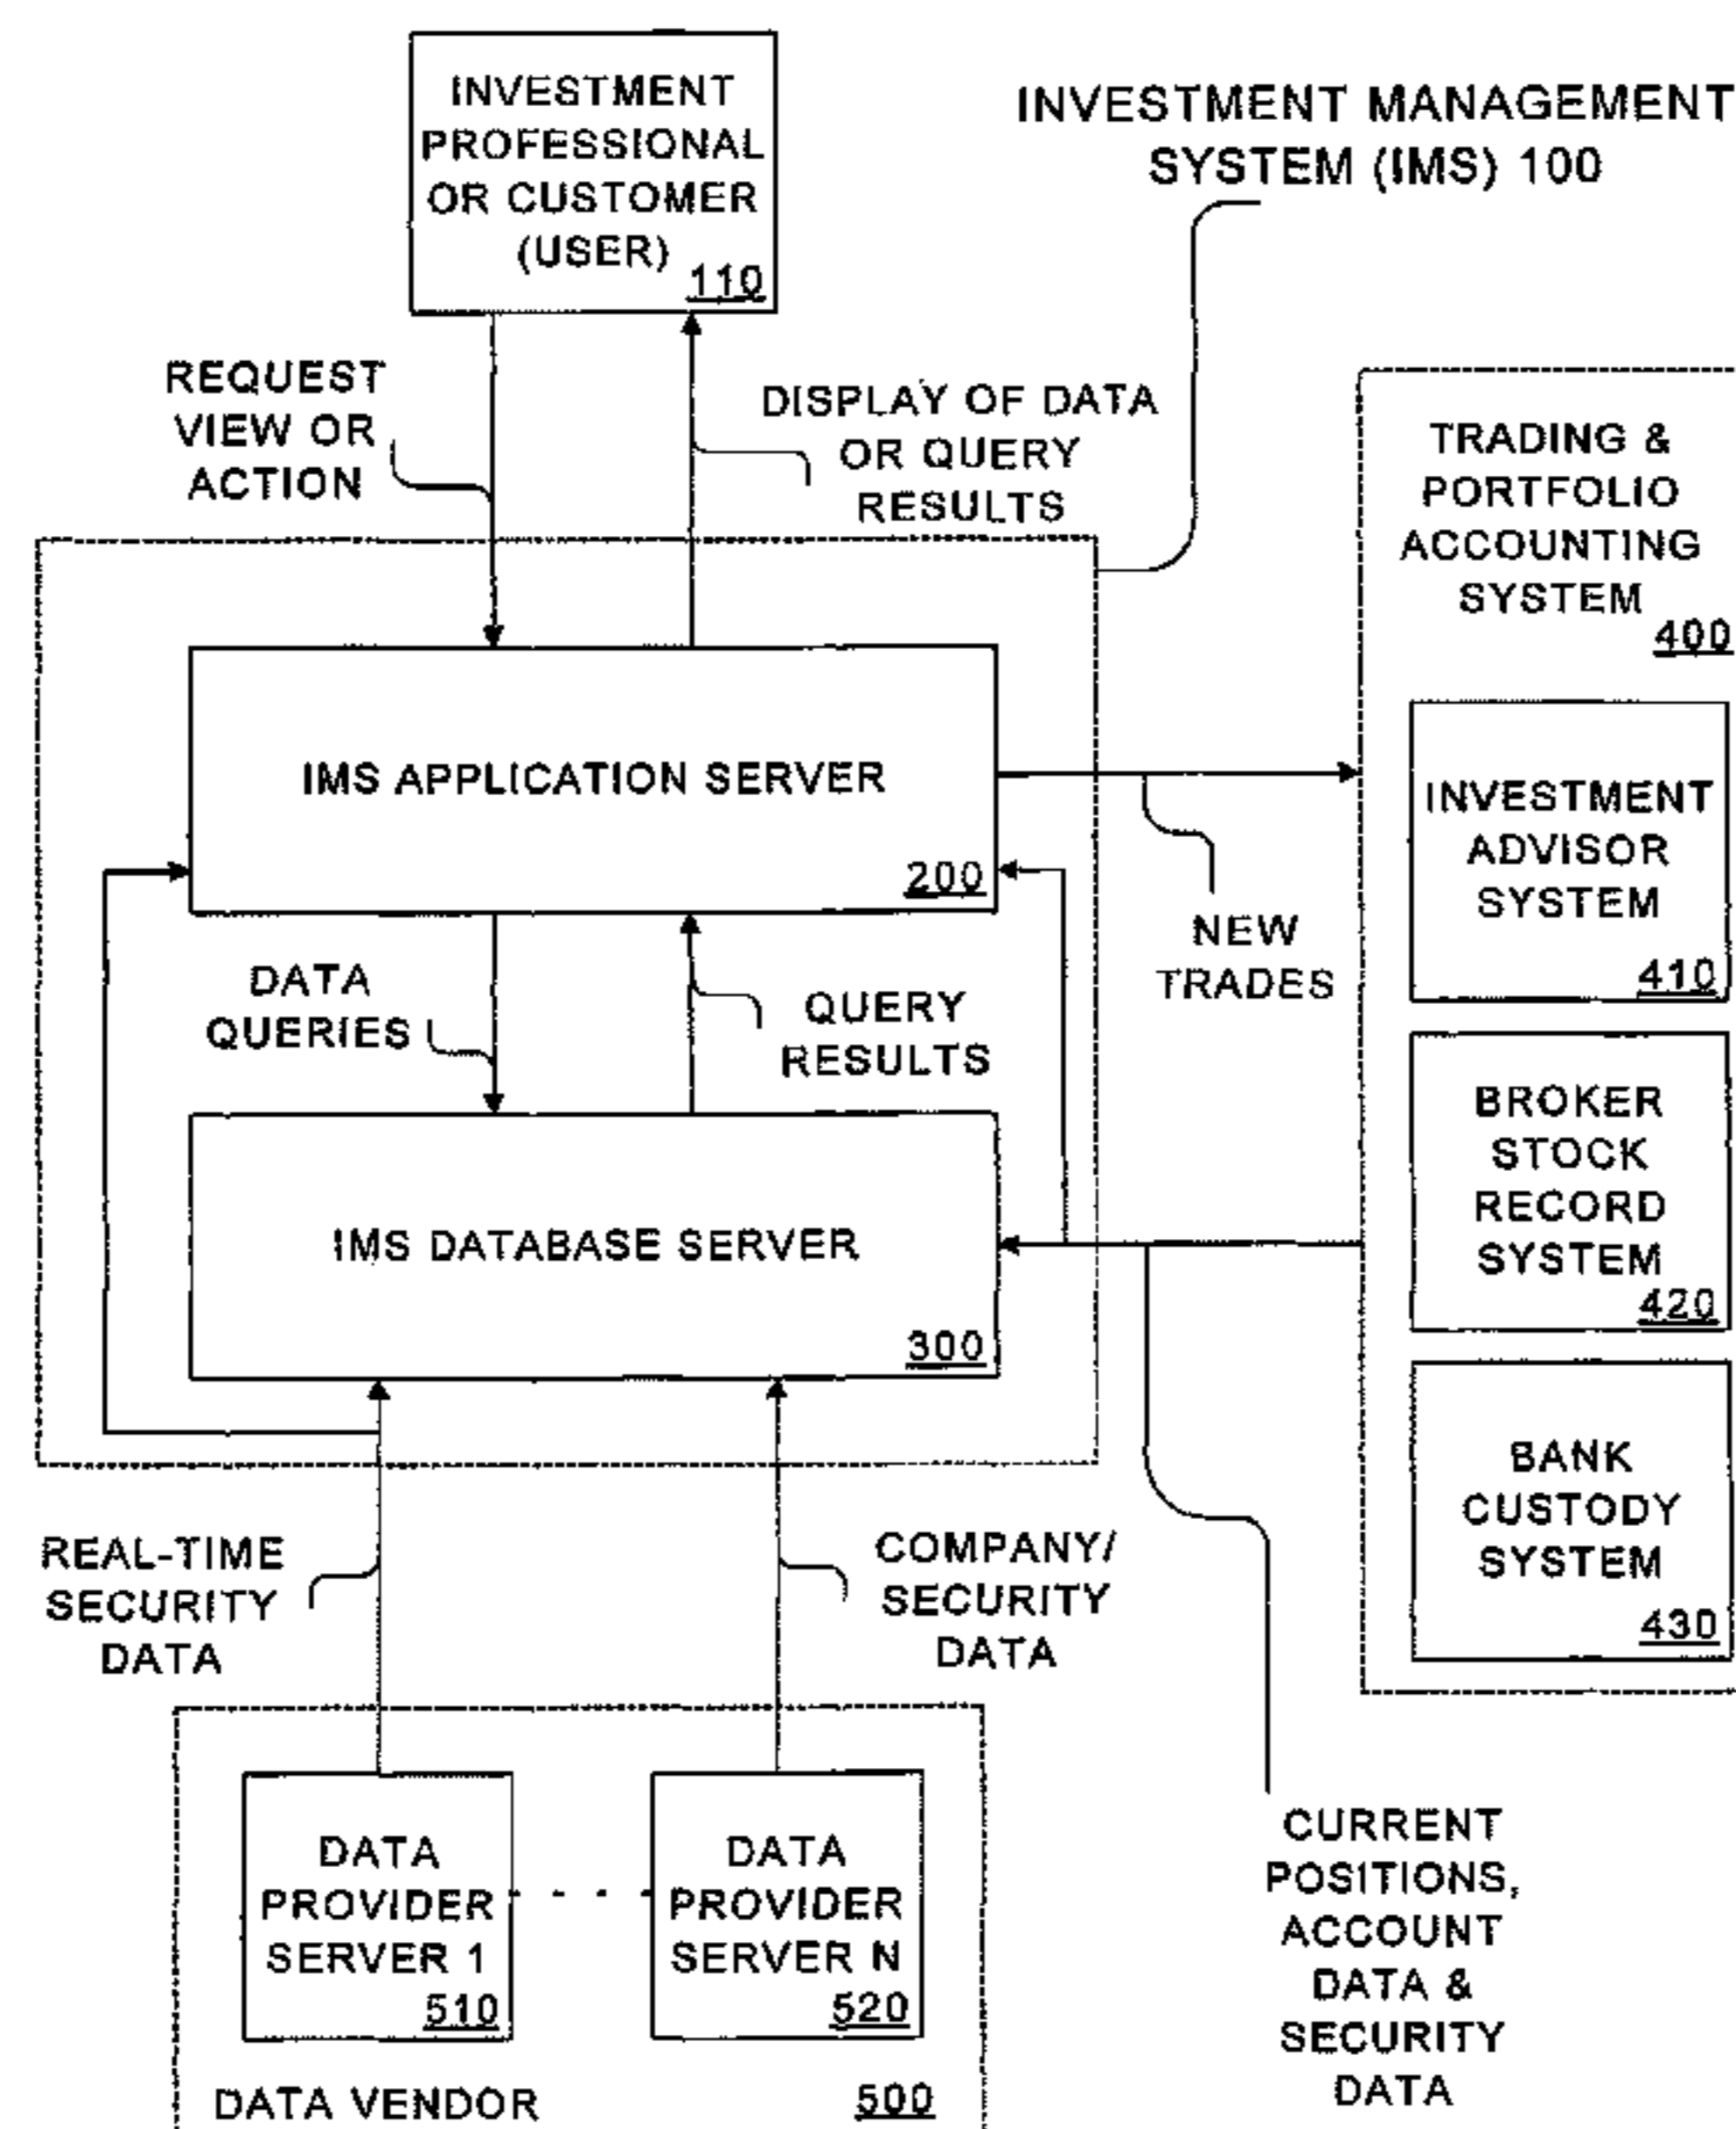 INVESTMENT
PROFESSIONAL
OR CUSTOMER
(USER)
110
INVESTMENT MANAGEMENT
SYSTEM (IMS) 100
REQUEST
VIEW OR
ACTION
DISPLAY OF DATA
OR QUERY
RESULTS
TRADING &
PORTFOLIO
ACCOUNTING
SYSTEM
400
IMS APPLICATION SERVER
200
NEW
TRADES
INVESTMENT
ADVISOR
SYSTEM
410
DATA
QUERIES
QUERY
RESULTS
BROKER
STOCK
RECORD
SYSTEM
420
IMS DATABASE SERVER
300
BANK
CUSTODY
SYSTEM
430
REAL-TIME
SECURITY
DATA
COMPANY/
SECURITY
DATA
DATA
PROVIDER
SERVER 1
510
DATA
PROVIDER
SERVER N
520
DATA VENDOR
500
CURRENT
POSITIONS,
ACCOUNT
DATA &
SECURITY
DATA